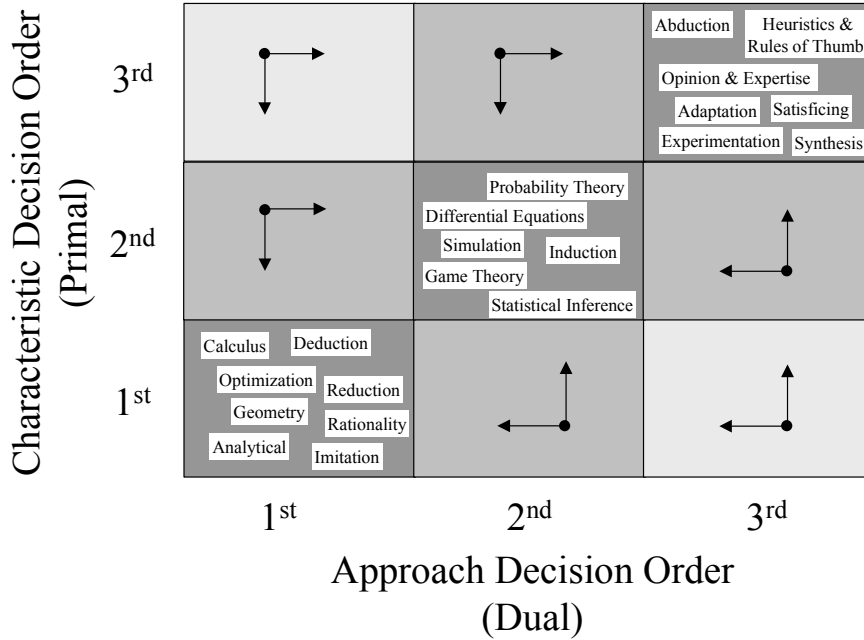 Characteristic Decision Order
(Primal)
3rd
Abduction
Heuristics &
Rules of Thumb
Opinion & Expertise
Adaptation
Satisficing
Experimentation
Synthesis
2nd
Probability Theory
Differential Equations
Simulation
Induction
Game Theory
Statistical Inference
1st
Calculus
Deduction
Optimization
Reduction
Geometry
Rationality
Analytical
Imitation
1st
2nd
3rd
Approach Decision Order
(Dual)